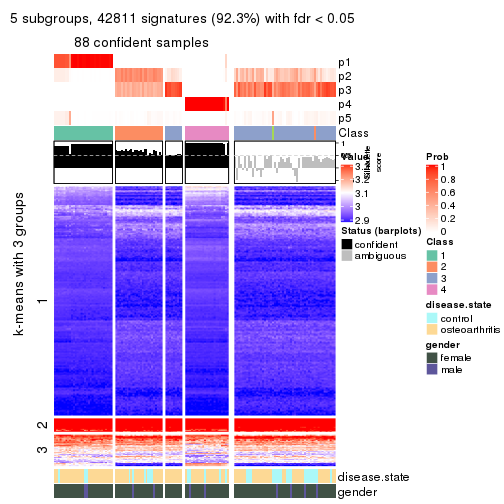 5 subgroups, 42811 signatures (92.3%) with fdr < 0.05
88 confident samples
p1
p2
p3
p4
p5
Class
1
score
k-means with 3 groups
1
2
3
3.1
3
2.9
Status (barplots)
confident
ambiguous
Prob
1
0.8
0.6
0.4
0.2
0
Class
1
2
3
4
disease.state
control
osteoarthritis
gender
female
male
disease.state
gender